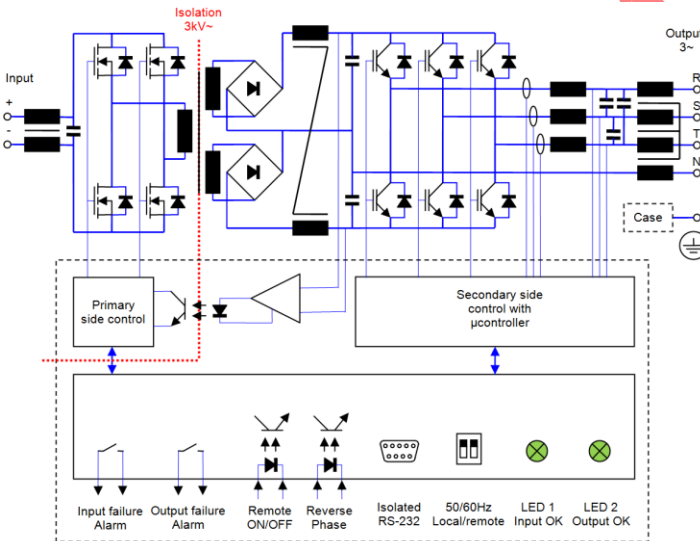 Isolation
3kV~
Output
3~
Input
+
-
R
S
T
N
Case
Primary
side control
Secondary side
control with
µcontroller
Input failure
Alarm
Output failure
Alarm
Remote
ON/OFF
Reverse
Phase
Isolated
RS-232
50/60Hz
Local/remote
LED 1
Input OK
LED 2
Output OK